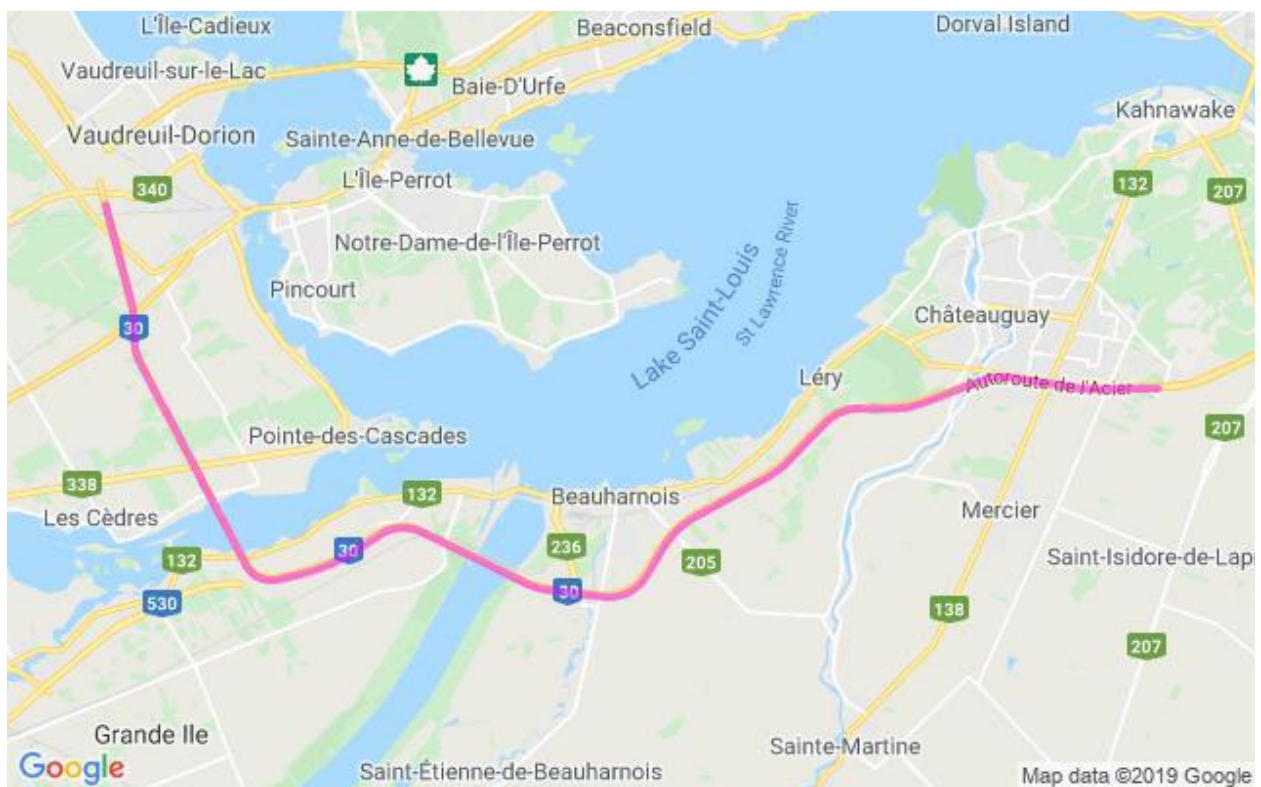 L'Île-Cadieux
Beaconsfield
Dorval Island
Vaudreuil-sur-le-Lac
Baie-D'Urfe
Kahnawake
Vaudreuil-Dorion
Sainte-Anne-de-Bellevue
L'Île-Perrot
340
132
207
Notre-Dame-de-l'Île-Perrot
Pincourt
Lake Saint-Louis
St Lawrence River
30
Châteauguay
Léry
Autoroute de l'Acier
207
Pointe-des-Cascades
338
132
Beauharnois
Les Cèdres
Mercier
132
30
236
205
Saint-Isidore-de-Lap
530
30
138
207
Grande Ile
Sainte-Martine
Google
Saint-Étienne-de-Beauharnois
Map data ©2019 Google